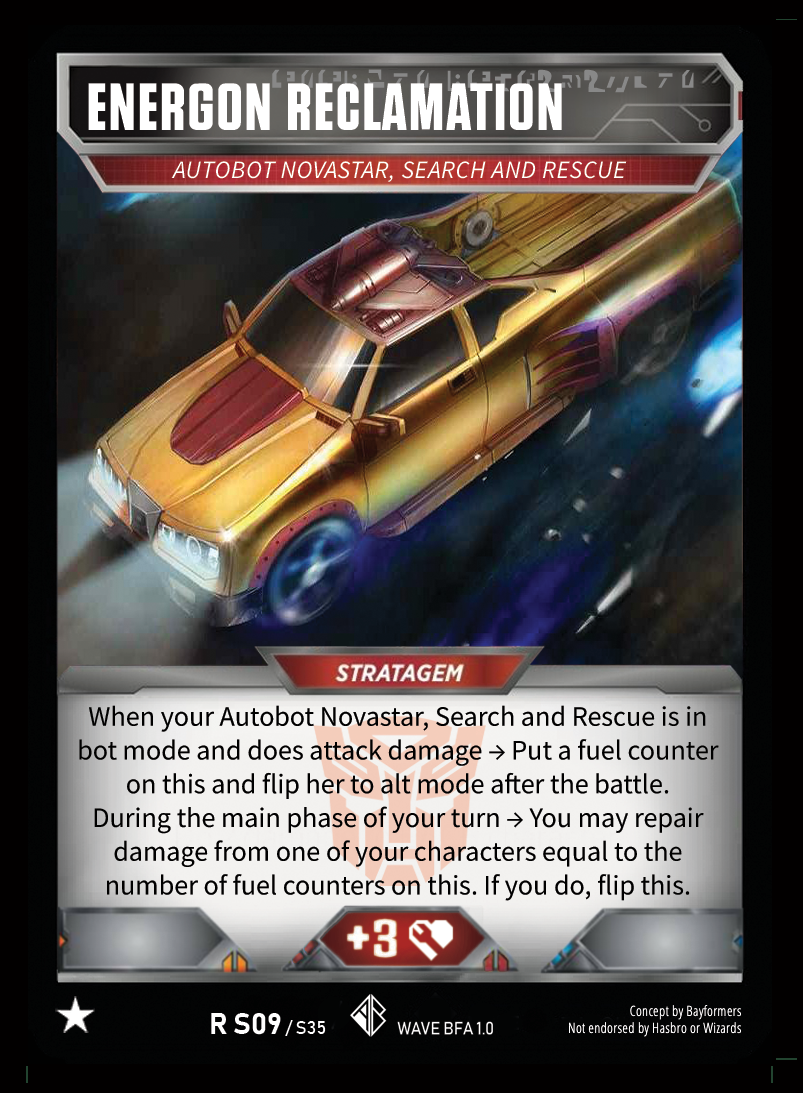 ENERGON RECLAMATION
AUTOBOT NOVASTAR, SEARCH AND RESCUE
STRATAGEM
When your Autobot Novastar, Search and Rescue is in
bot mode and does attack damage → Put a fuel counter
on this and flip her to alt mode after the battle.
During the main phase of your turn → You may repair
damage from one of your characters equal to the
number of fuel counters on this. If you do, flip this.
+3
R S09 / S35
WAVE BFA 1.0
Concept by Bayformers
Not endorsed by Hasbro or Wizards